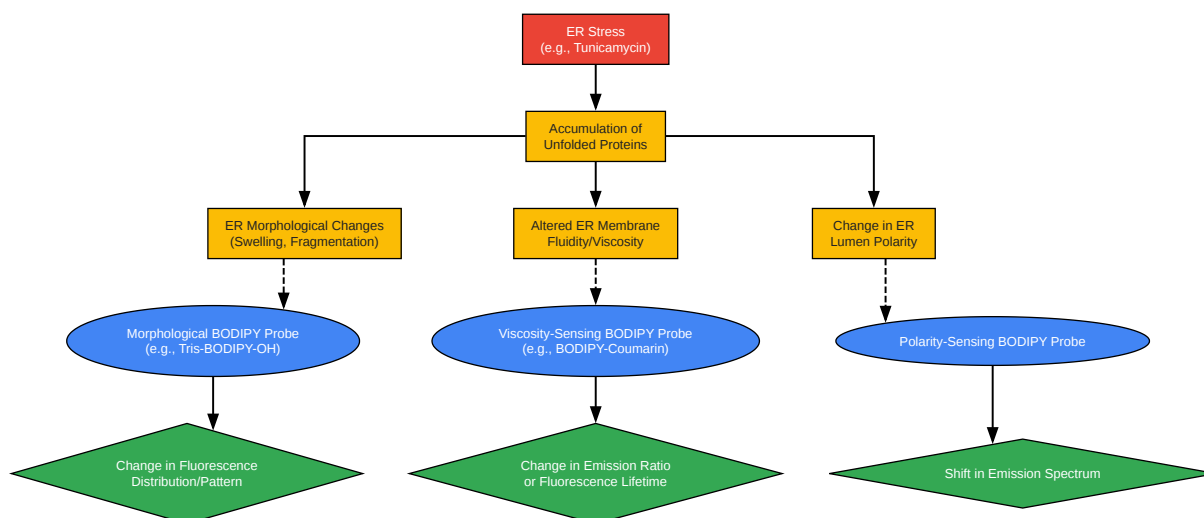 ER Stress
(e.g., Tunicamycin)
Accumulation of
Unfolded Proteins
ER Morphological Changes
(Swelling, Fragmentation)
Altered ER Membrane
Fluidity/Viscosity
Change in ER
Lumen Polarity
Morphological BODIPY Probe
(e.g., Tris-BODIPY-OH)
Viscosity-Sensing BODIPY Probe
(e.g., BODIPY-Coumarin)
Polarity-Sensing BODIPY Probe
Change in Fluorescence
Distribution/Pattern
Change in Emission Ratio
or Fluorescence Lifetime
Shift in Emission Spectrum